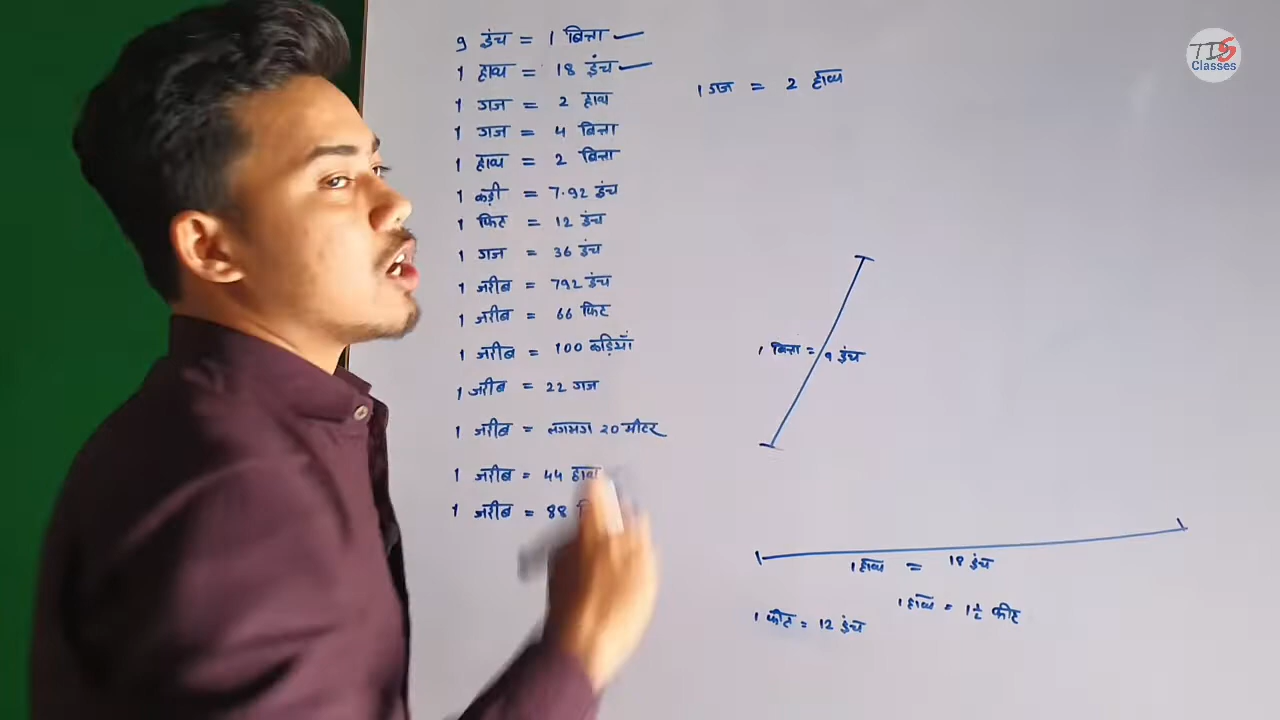 9 इंच = 1 बित्ता
1 हाथ = 18 इंच
1 गज = 2 हाथ
1 गज = 4 बित्ता
1 हाथ = 2 बित्ता
1 कड़ी = 7.92 इंच
1 फिट = 12 इंच
1 गज = 36 इंच
1 जरीब = 792 इंच
1 जरीब = 66 फिट
1 जरीब = 100 कड़ियाँ
1 जरीब = 22 गज
1 जरीब = लगभग 20 मीटर
1 जरीब = 44 हाथ
1 जरीब = 88
1 गज = 2 हाथ
1 बित्ता = 9 इंच
1 हाथ = 18 इंच
1 हाथ = 1 1/2 फीट
1 फीट = 12 इंच
TIS
Classes